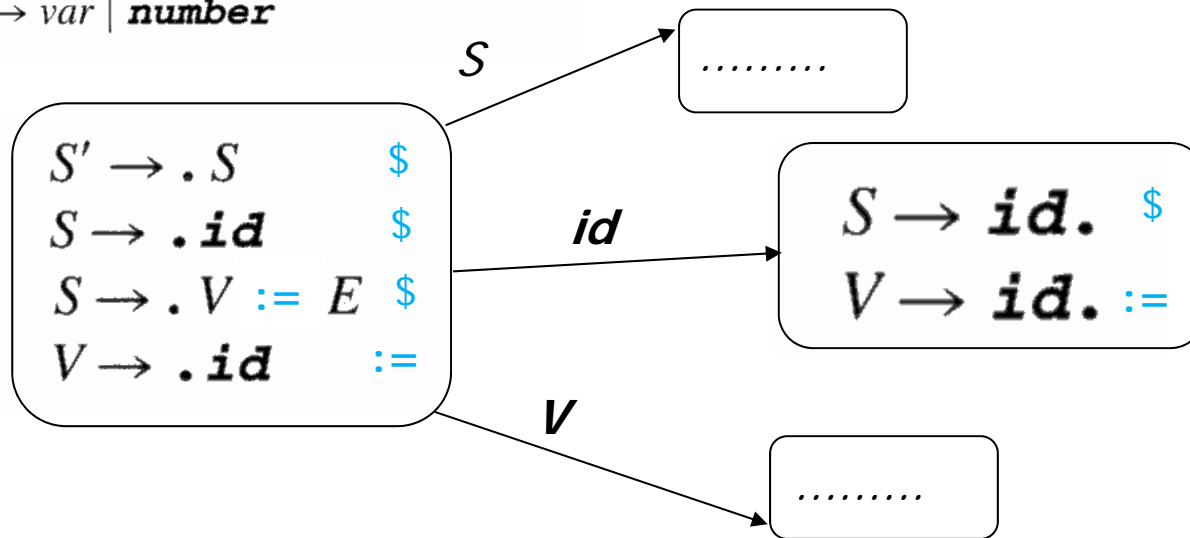 → var | number
S
.........
S' → . S $
S → .id $
S → . V := E $
V → .id :=
id
S → id. $
V → id. :=
V
.........